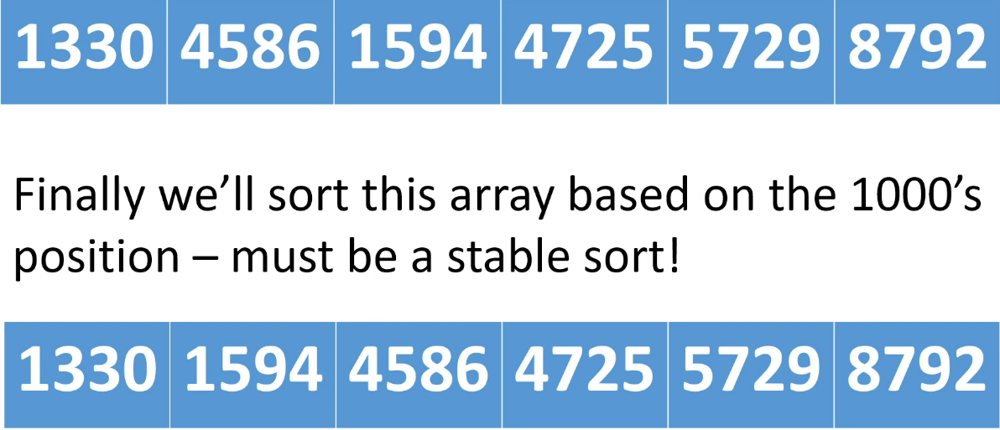 1330 4586 1594 4725 5729 8792
Finally we’ll sort this array based on the 1000’s
position – must be a stable sort!
1330 1594 4586 4725 5729 8792